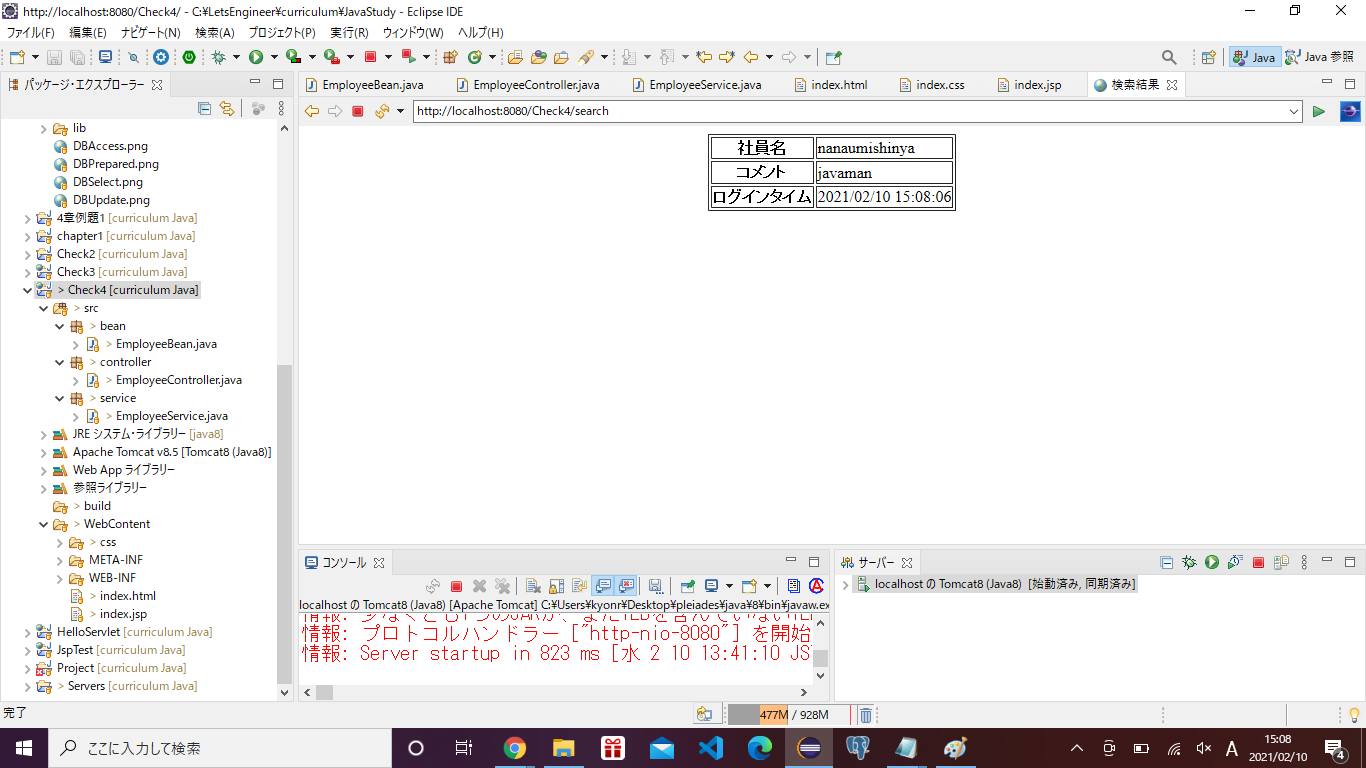 http://localhost:8080/Check4/ - C:¥LetsEngineer¥curriculum¥JavaStudy - Eclipse IDE
ファイル(F) 編集(E) ナビゲート(N) 検索(A) プロジェクト(P) 実行(R) ウィンドウ(W) ヘルプ(H)
Java Java 参照
パッケージ・エクスプローラー
lib
DBAccess.png
DBPrepared.png
DBSelect.png
DBUpdate.png
4章例題1 [curriculum Java]
chapter1 [curriculum Java]
Check2 [curriculum Java]
Check3 [curriculum Java]
> Check4 [curriculum Java]
> src
> bean
> EmployeeBean.java
> controller
> EmployeeController.java
> service
> EmployeeService.java
JRE システム・ライブラリー [java8]
Apache Tomcat v8.5 [Tomcat8 (Java8)]
Web App ライブラリー
参照ライブラリー
> build
> WebContent
> css
META-INF
WEB-INF
> index.html
> index.jsp
HelloServlet [curriculum Java]
JspTest [curriculum Java]
Project [curriculum Java]
> Servers [curriculum Java]
EmployeeBean.java EmployeeController.java EmployeeService.java index.html index.css index.jsp 検索結果
http://localhost:8080/Check4/search
社員名 nanaumishinya
コメント javaman
ログインタイム 2021/02/10 15:08:06
コンソール
localhost の Tomcat8 (Java8) [Apache Tomcat] C:¥Users¥kyonr¥Desktop¥pleiades¥java¥8¥bin¥javaw.ex
情報: プロトコルハンドラー ["http-nio-8080"] を開始
情報: Server startup in 823 ms [水 2 10 13:41:10 JS
サーバー
localhost の Tomcat8 (Java8) [始動済み, 同期済み]
完了
477M / 928M
ここに入力して検索
A
15:08
2021/02/10
4